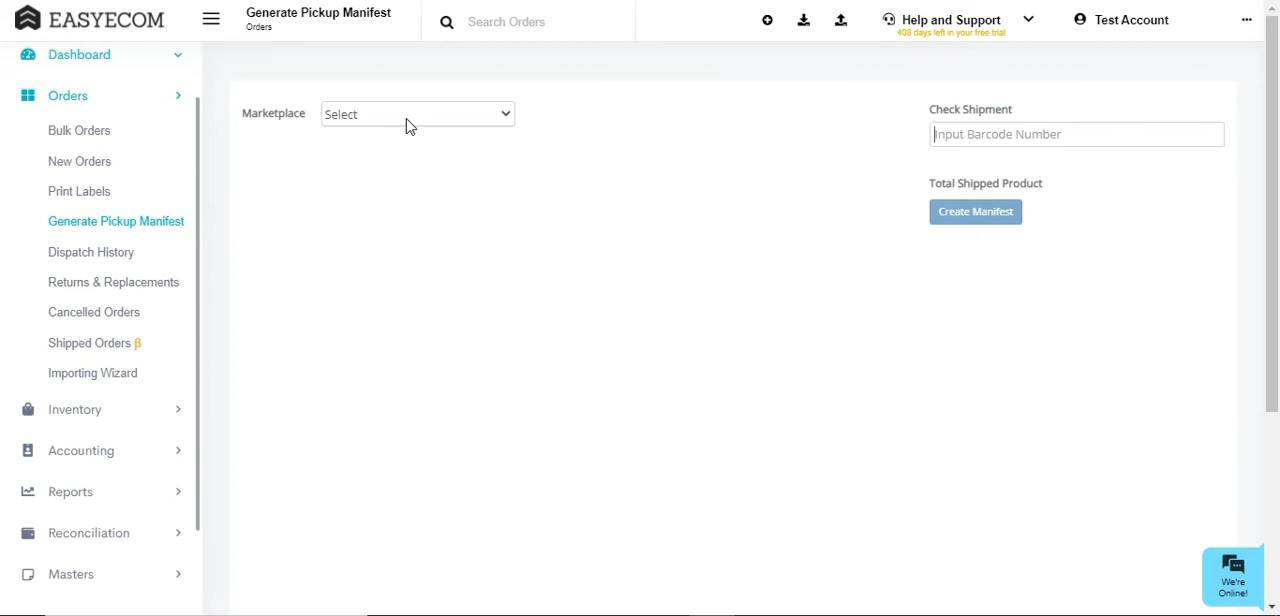 EASYECOM
Generate Pickup Manifest
Orders
Search Orders
Help and Support
408 days left in your free trial
Test Account
Dashboard
Orders
Bulk Orders
New Orders
Print Labels
Generate Pickup Manifest
Dispatch History
Returns & Replacements
Cancelled Orders
Shipped Orders β
Importing Wizard
Inventory
Accounting
Reports
Reconciliation
Masters
Marketplace
Select
Check Shipment
Input Barcode Number
Total Shipped Product
Create Manifest
We're
Online!